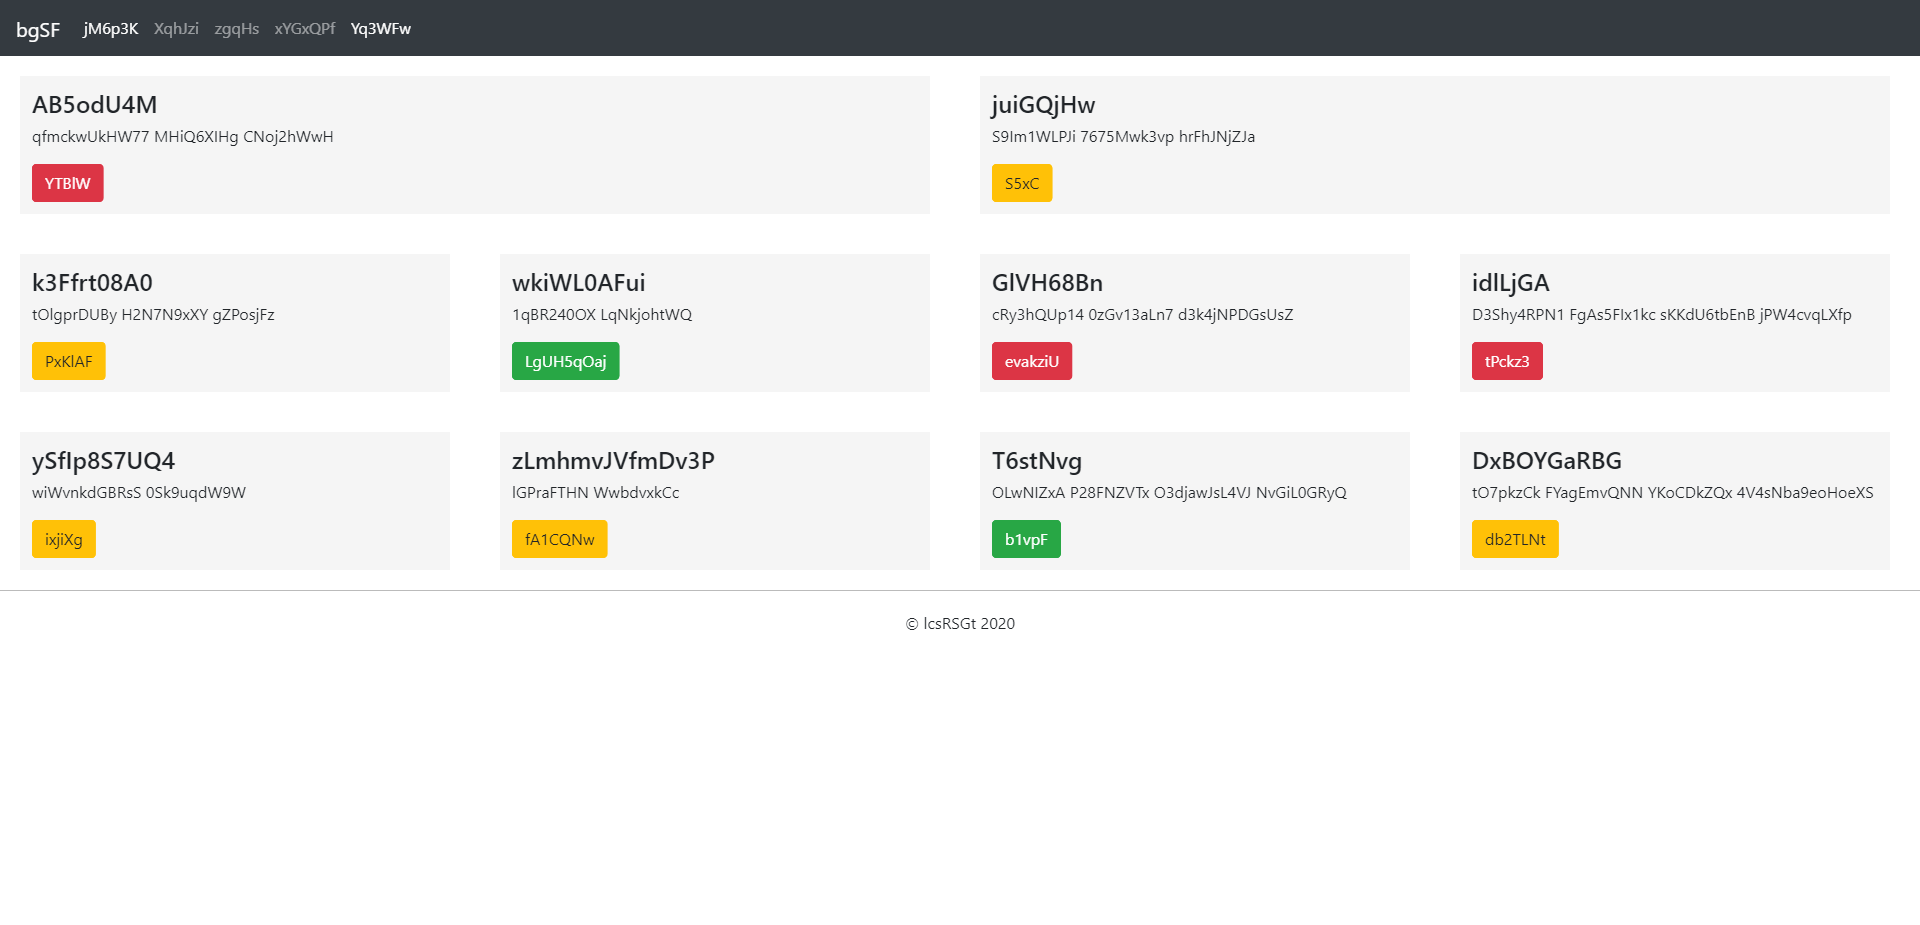 bgSF jM6p3K XqhJzi zgqHs xYGxQPf Yq3WFw
AB5odU4M
qfmckwUkHW77 MHiQ6XIHg CNoj2hWwH
YTBlW
juiGQjHw
S9Im1WLPJi 7675Mwk3vp hrFhJNjZJa
S5xC
k3Ffrt08A0
tOlgprDUBy H2N7N9xXY gZPosjFz
PxKlAF
wkiWL0AFui
1qBR240OX LqNkjohtWQ
LgUH5qOaj
GlVH68Bn
cRy3hQUp14 0zGv13aLn7 d3k4jNPDGsUsZ
evakziU
idlLjGA
D3Shy4RPN1 FgAs5FIx1kc sKKdU6tbEnB jPW4cvqLXfp
tPckz3
ySfIp8S7UQ4
wiWvnkdGBRsS 0Sk9uqdW9W
ixjiXg
zLmhmvJVfmDv3P
lGPraFTHN WwbdvxkCc
fA1CQNw
T6stNvg
OLwNIZxA P28FNZVTx O3djawJsL4VJ NvGiL0GRyQ
b1vpF
DxBOYGaRBG
tO7pkzCk FYagEmvQNN YKoCDkZQx 4V4sNba9eoHoeXS
db2TLNt
© lcsRSGt 2020